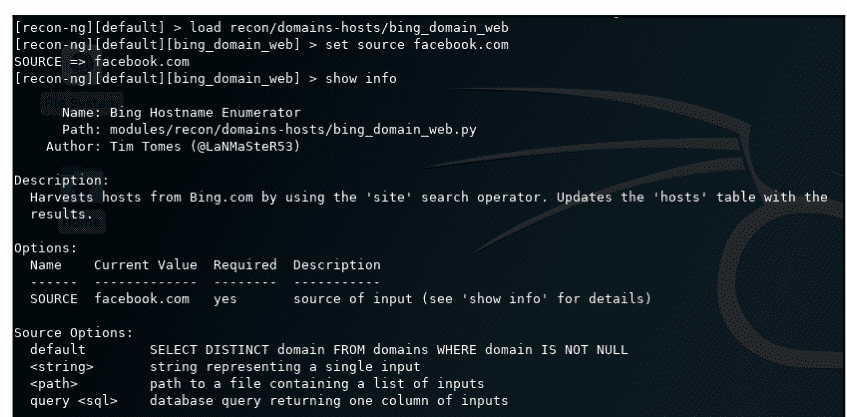 [recon-ng][default] > load recon/domains-hosts/bing_domain_web
[recon-ng][default][bing_domain_web] > set source facebook.com
SOURCE => facebook.com
[recon-ng][default][bing_domain_web] > show info
Name: Bing Hostname Enumerator
Path: modules/recon/domains-hosts/bing_domain_web.py
Author: Tim Tomes (@LaNMaSteR53)
Description:
Harvests hosts from Bing.com by using the 'site' search operator. Updates the 'hosts' table with the
results.
Options:
Name Current Value Required Description
------ ------------- -------- -----------
SOURCE facebook.com yes source of input (see 'show info' for details)
Source Options:
default SELECT DISTINCT domain FROM domains WHERE domain IS NOT NULL
<string> string representing a single input
<path> path to a file containing a list of inputs
query <sql> database query returning one column of inputs